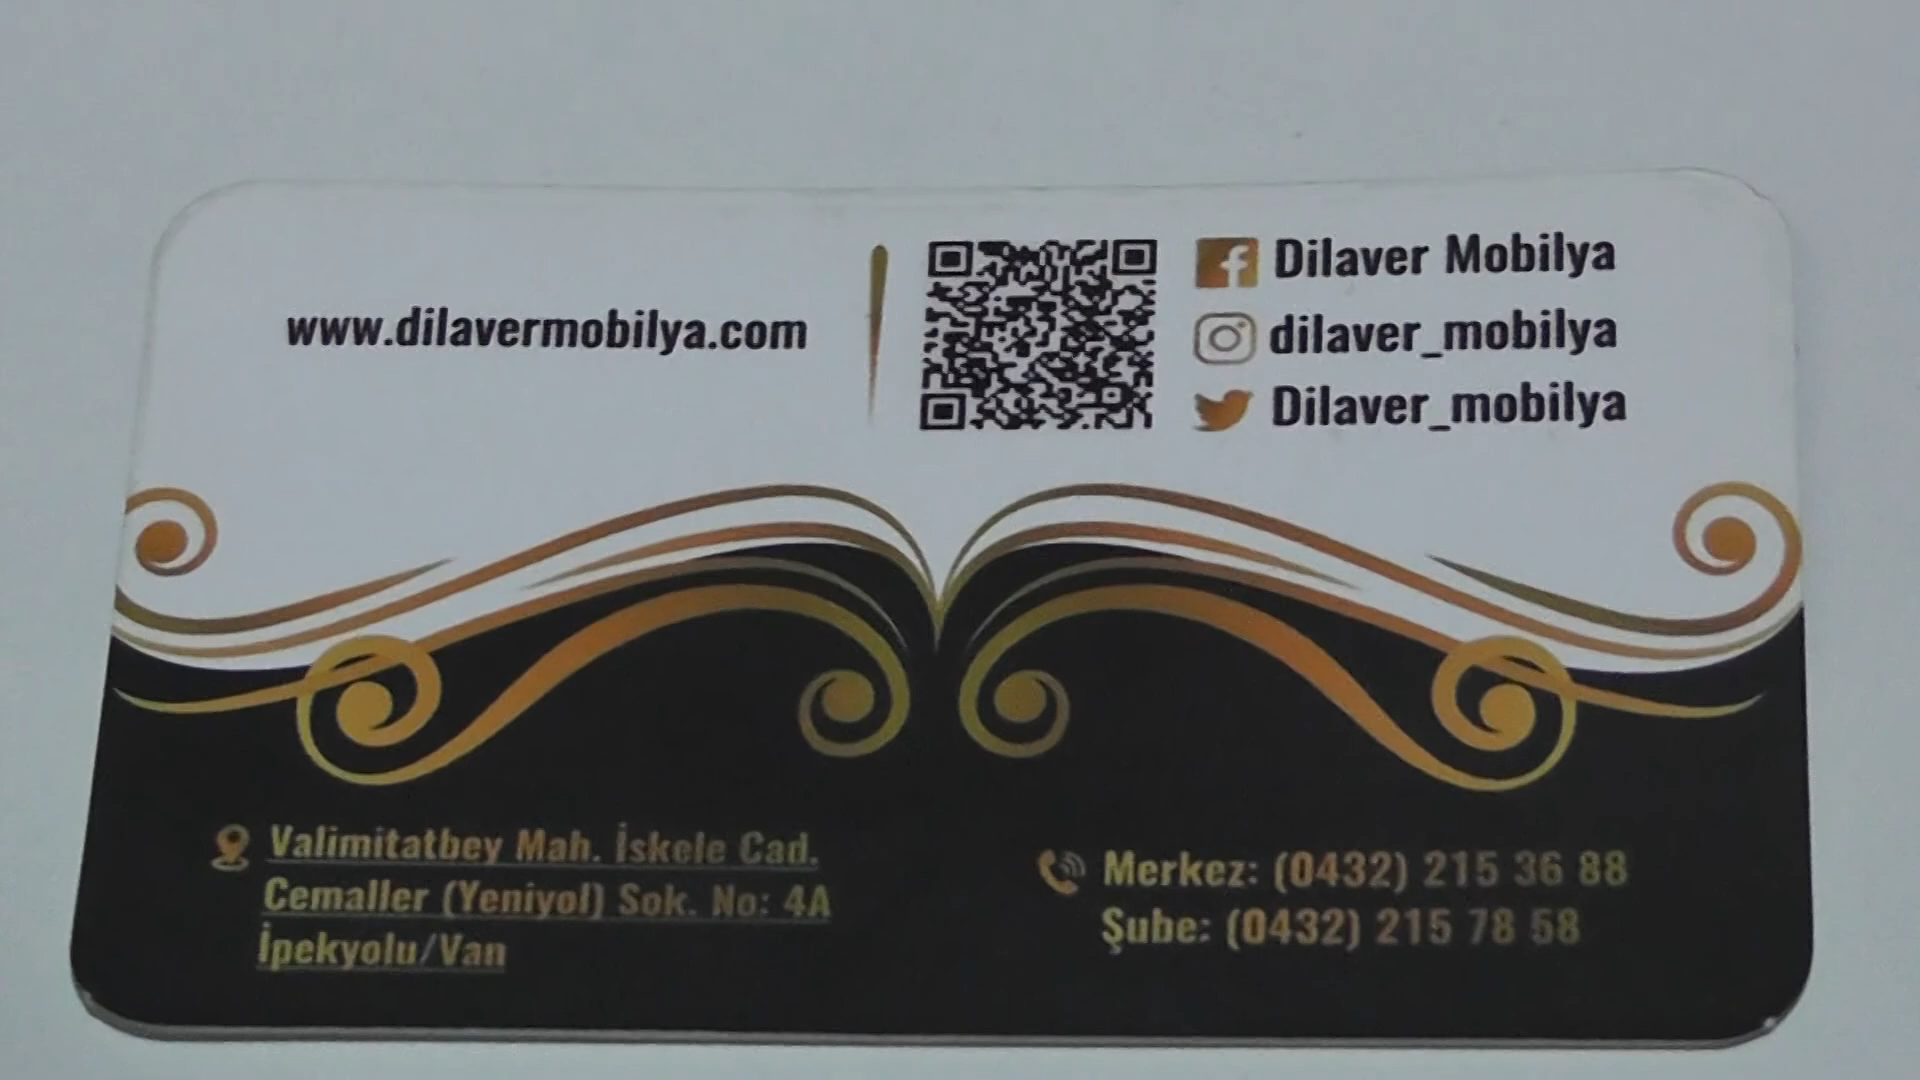 www.dilavermobilya.com
Dilaver Mobilya
dilaver_mobilya
Dilaver_mobilya
Valimitatbey Mah. İskele Cad.
Cemaller (Yeniyol) Sok. No: 4A
İpekyolu/Van
Merkez: (0432) 215 36 88
Şube: (0432) 215 78 58